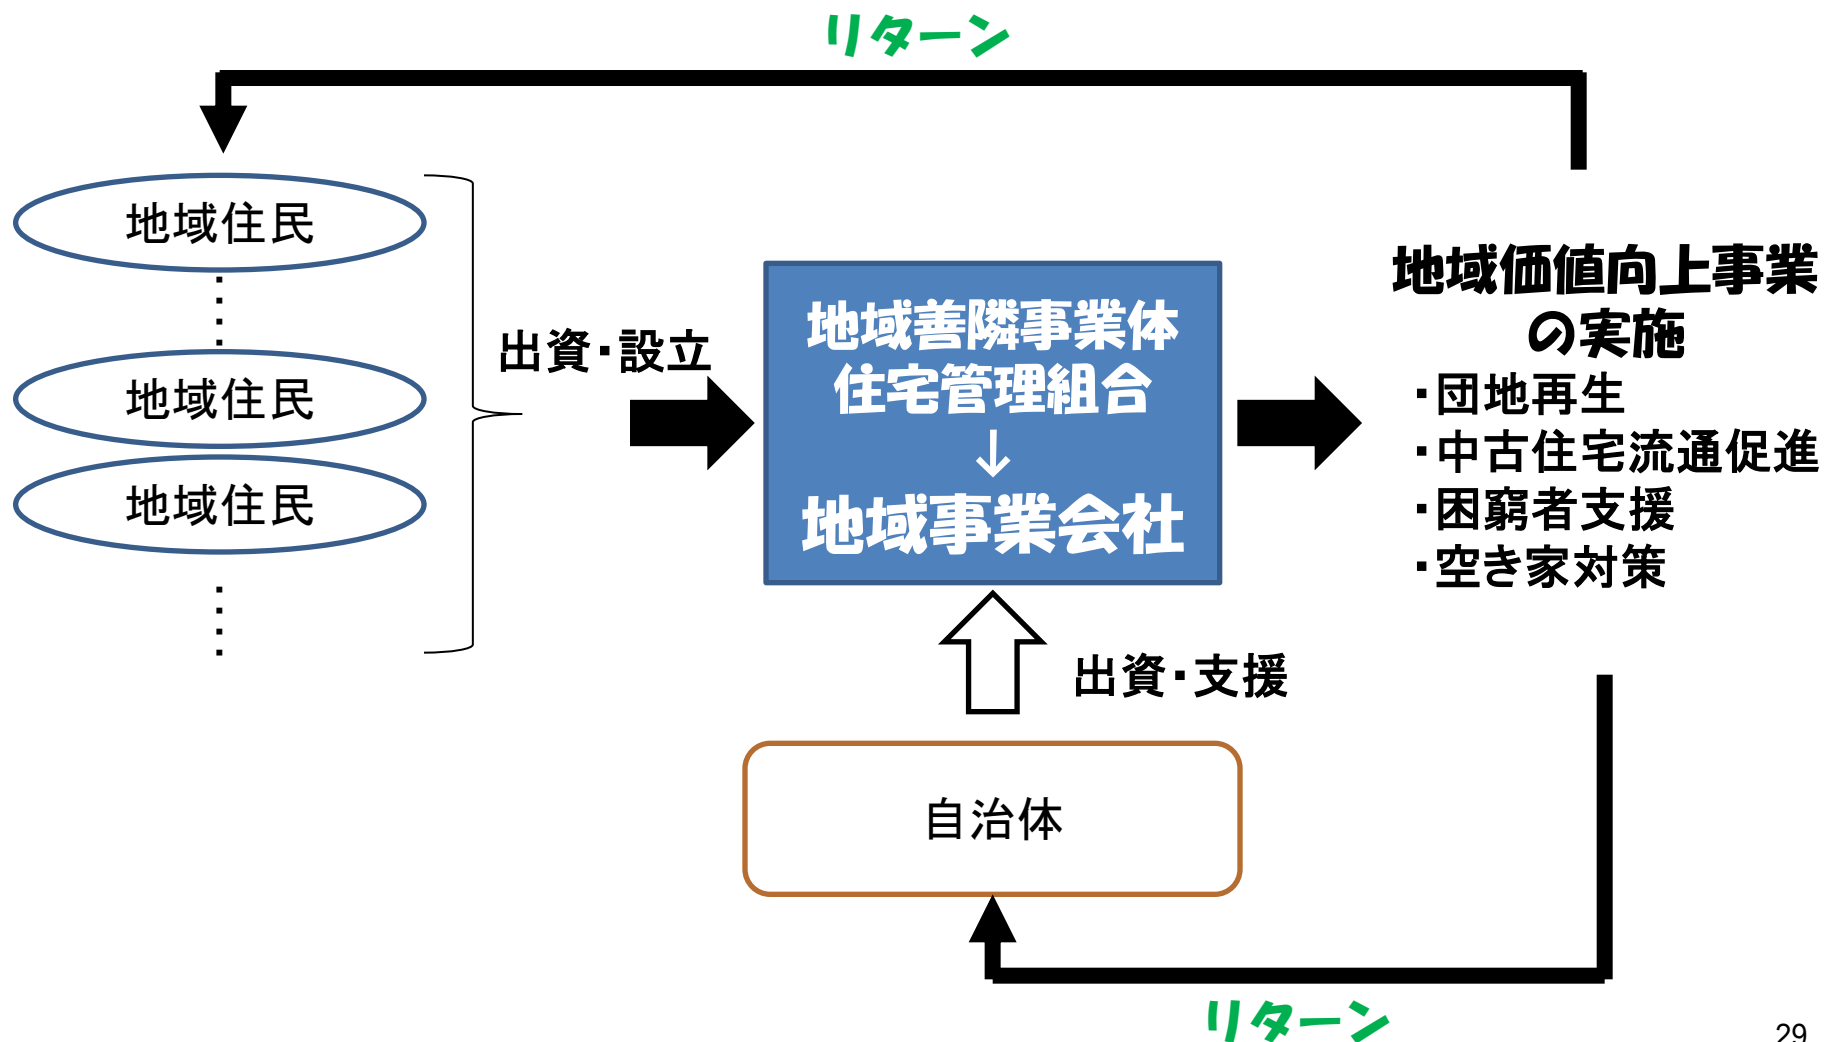 リターン
地域住民
地域住民
地域住民
出資・設立
地域善隣事業体
住宅管理組合
↓
地域事業会社
地域価値向上事業
の実施
・団地再生
・中古住宅流通促進
・困窮者支援
・空き家対策
出資・支援
自治体
リターン
29